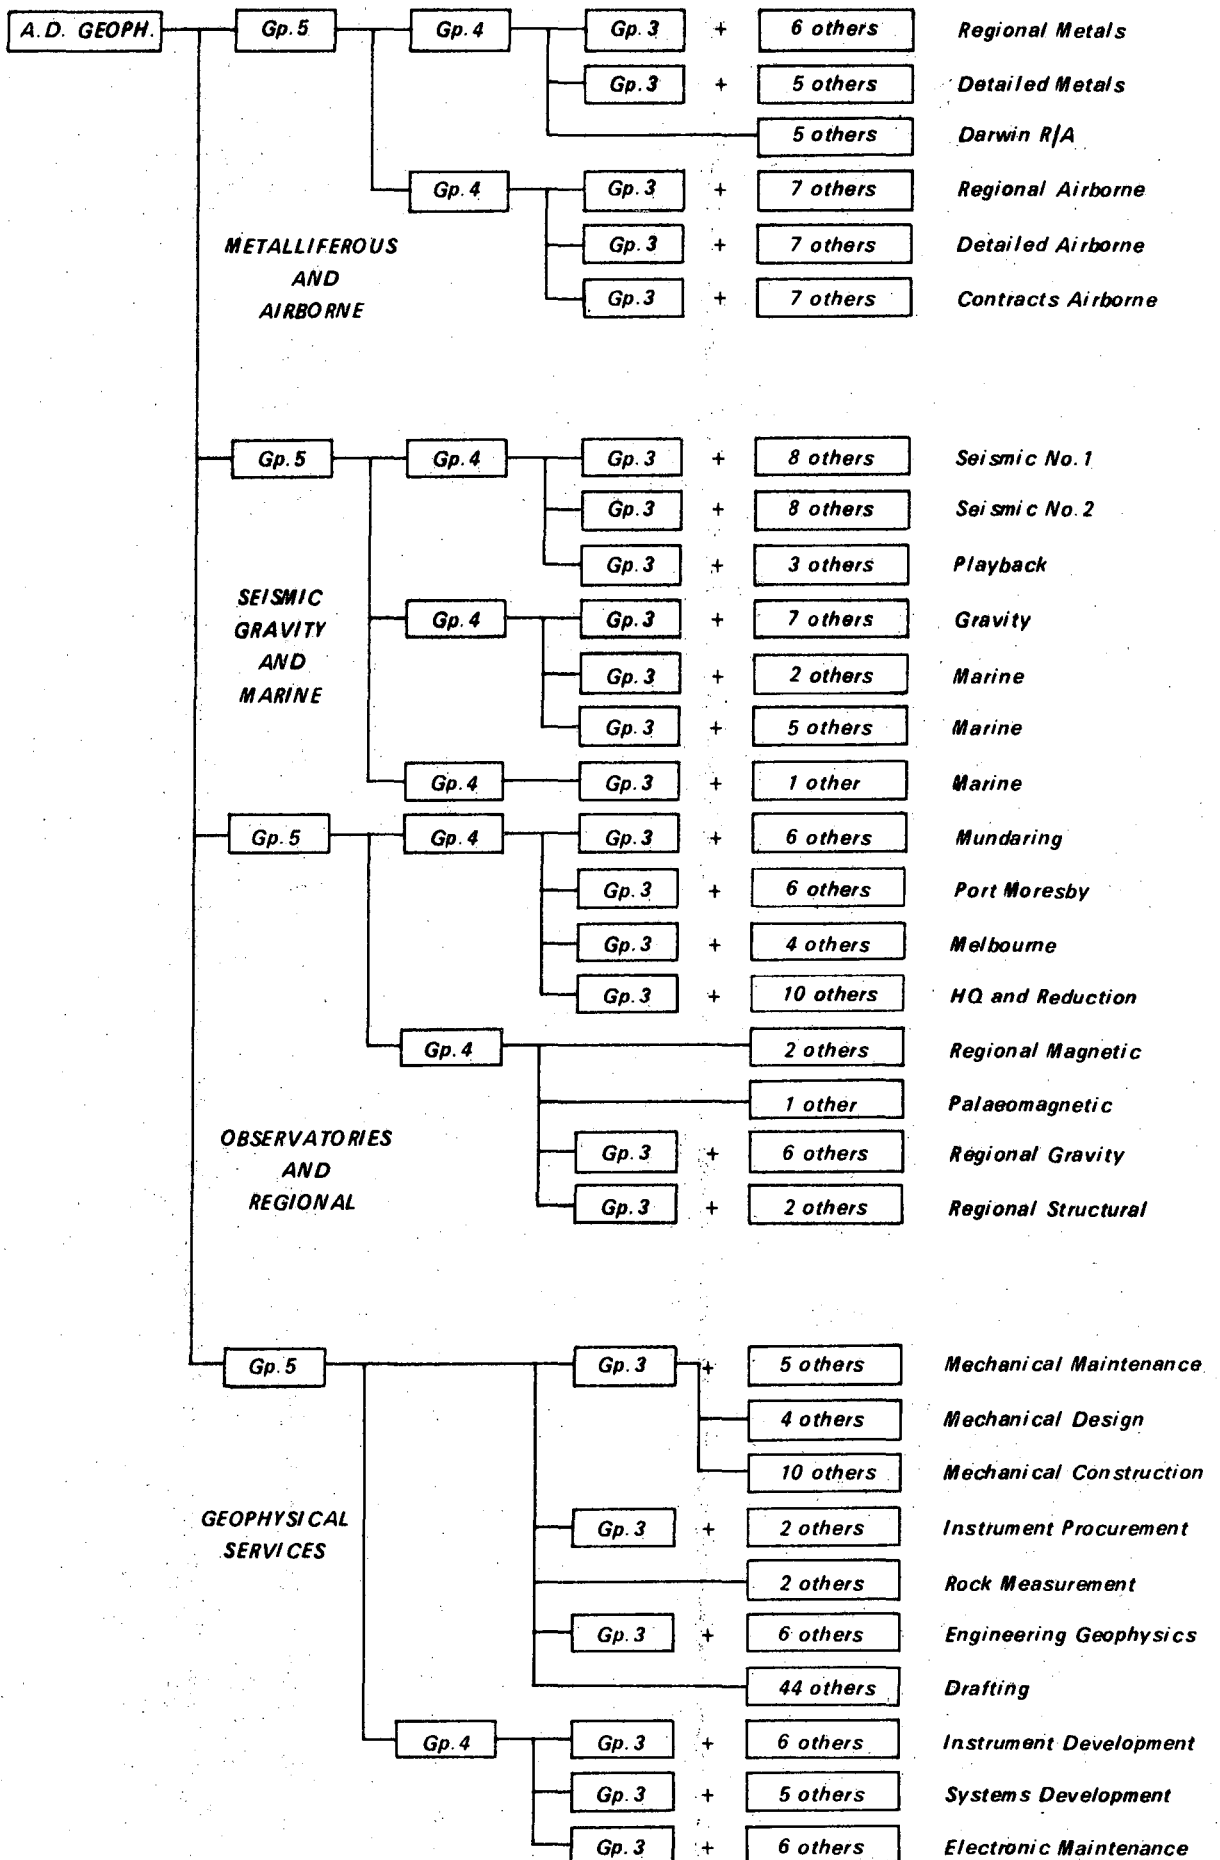 A.D. GEOPH. Gp.5 Gp.4 Gp.3 + 6 others Regional Metals
Gp.3 + 5 others Detailed Metals
5 others Darwin R/A
Gp.4 Gp.3 + 7 others Regional Airborne
METALLIFEROUS
AND
AIRBORNE
Gp.3 + 7 others Detailed Airborne
Gp.3 + 7 others Contracts Airborne
Gp.5 Gp.4 Gp.3 + 8 others Seismic No.1
Gp.3 + 8 others Seismic No.2
Gp.3 + 3 others Playback
SEISMIC
GRAVITY
AND
MARINE
Gp.4 Gp.3 + 7 others Gravity
Gp.3 + 2 others Marine
Gp.3 + 5 others Marine
Gp.4 Gp.3 + 1 other Marine
Gp.5 Gp.4 Gp.3 + 6 others Mundaring
Gp.3 + 6 others Port Moresby
Gp.3 + 4 others Melbourne
Gp.3 + 10 others HQ and Reduction
Gp.4 2 others Regional Magnetic
1 other Palaeomagnetic
OBSERVATORIES
AND
REGIONAL
Gp.3 + 6 others Regional Gravity
Gp.3 + 2 others Regional Structural
Gp.5 Gp.3 + 5 others Mechanical Maintenance
4 others Mechanical Design
10 others Mechanical Construction
GEOPHYSICAL
SERVICES
Gp.3 + 2 others Instrument Procurement
2 others Rock Measurement
Gp.3 + 6 others Engineering Geophysics
44 others Drafting
Gp.4 Gp.3 + 6 others Instrument Development
Gp.3 + 5 others Systems Development
Gp.3 + 6 others Electronic Maintenance